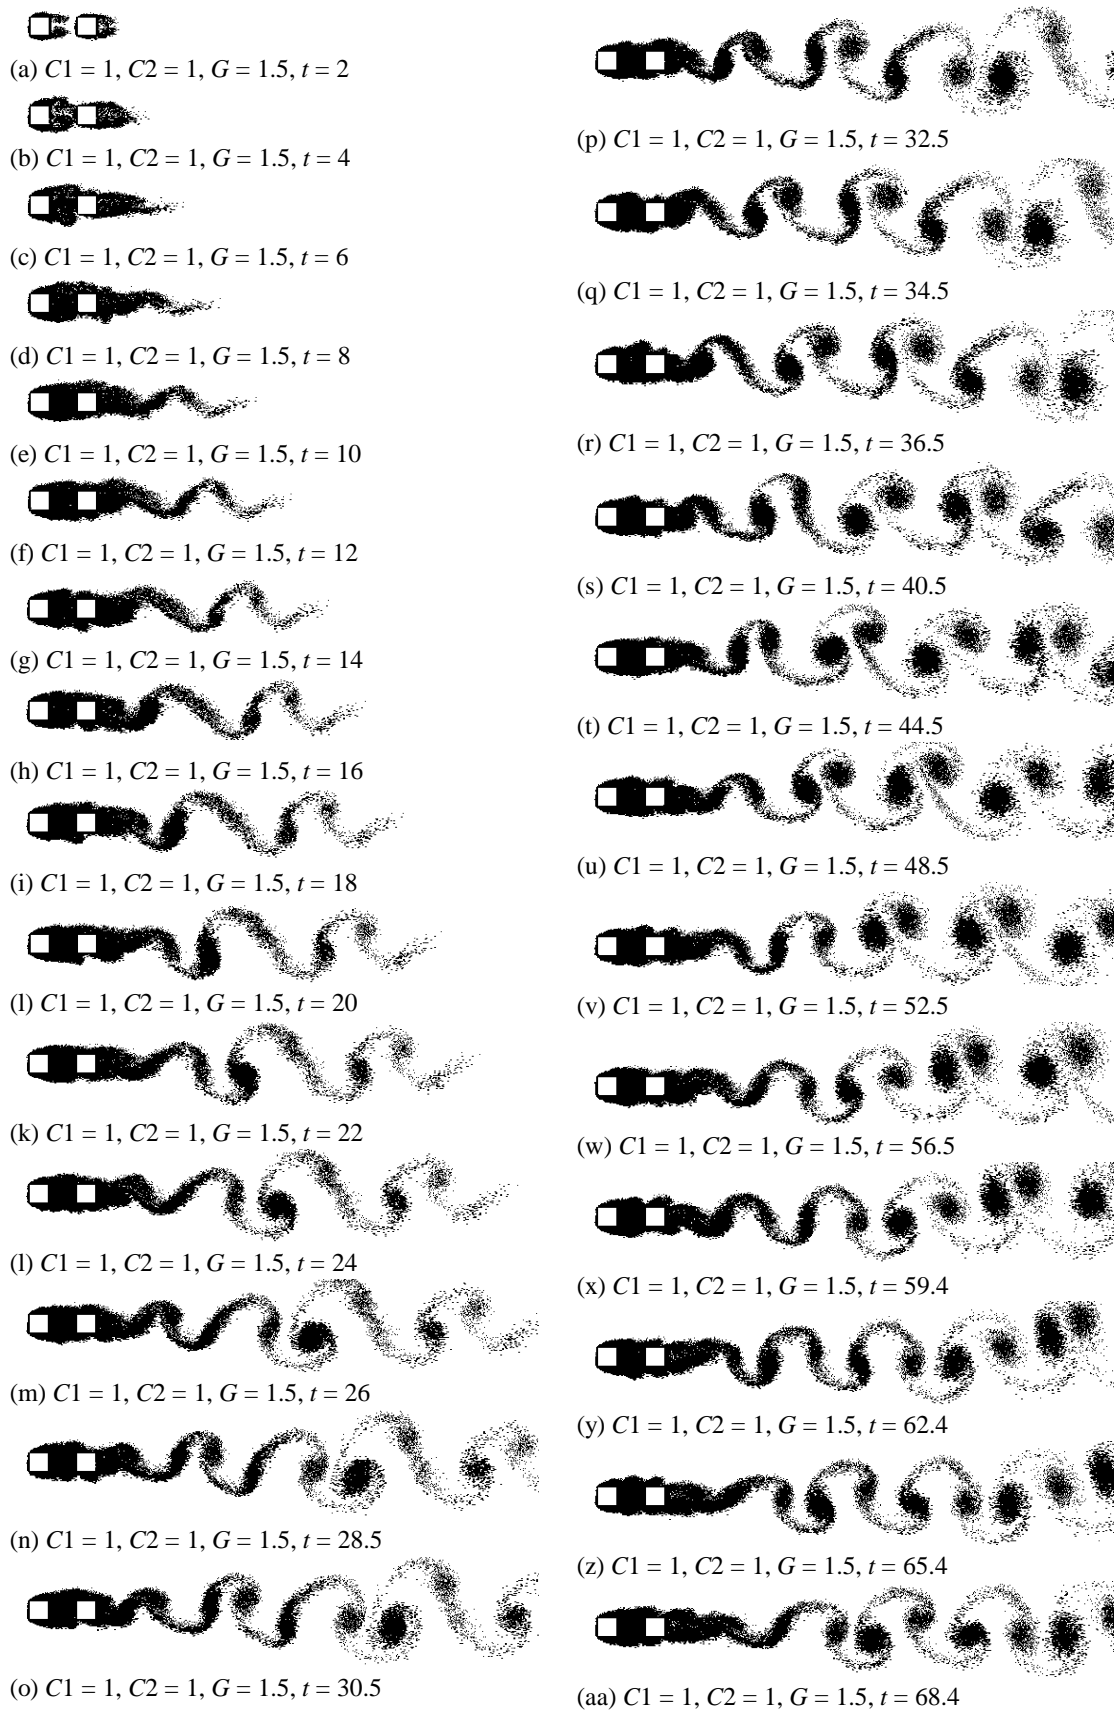 (a) C1 = 1, C2 = 1, G = 1.5, t = 2
(b) C1 = 1, C2 = 1, G = 1.5, t = 4
(c) C1 = 1, C2 = 1, G = 1.5, t = 6
(d) C1 = 1, C2 = 1, G = 1.5, t = 8
(e) C1 = 1, C2 = 1, G = 1.5, t = 10
(f) C1 = 1, C2 = 1, G = 1.5, t = 12
(g) C1 = 1, C2 = 1, G = 1.5, t = 14
(h) C1 = 1, C2 = 1, G = 1.5, t = 16
(i) C1 = 1, C2 = 1, G = 1.5, t = 18
(l) C1 = 1, C2 = 1, G = 1.5, t = 20
(k) C1 = 1, C2 = 1, G = 1.5, t = 22
(l) C1 = 1, C2 = 1, G = 1.5, t = 24
(m) C1 = 1, C2 = 1, G = 1.5, t = 26
(n) C1 = 1, C2 = 1, G = 1.5, t = 28.5
(o) C1 = 1, C2 = 1, G = 1.5, t = 30.5
(p) C1 = 1, C2 = 1, G = 1.5, t = 32.5
(q) C1 = 1, C2 = 1, G = 1.5, t = 34.5
(r) C1 = 1, C2 = 1, G = 1.5, t = 36.5
(s) C1 = 1, C2 = 1, G = 1.5, t = 40.5
(t) C1 = 1, C2 = 1, G = 1.5, t = 44.5
(u) C1 = 1, C2 = 1, G = 1.5, t = 48.5
(v) C1 = 1, C2 = 1, G = 1.5, t = 52.5
(w) C1 = 1, C2 = 1, G = 1.5, t = 56.5
(x) C1 = 1, C2 = 1, G = 1.5, t = 59.4
(y) C1 = 1, C2 = 1, G = 1.5, t = 62.4
(z) C1 = 1, C2 = 1, G = 1.5, t = 65.4
(aa) C1 = 1, C2 = 1, G = 1.5, t = 68.4